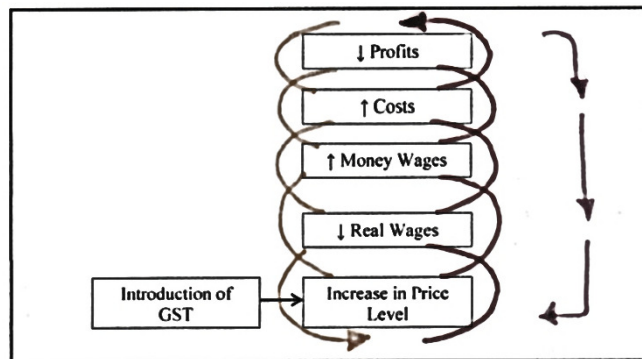 ↓ Profits
↑ Costs
↑ Money Wages
↓ Real Wages
Introduction of
GST
Increase in Price
Level